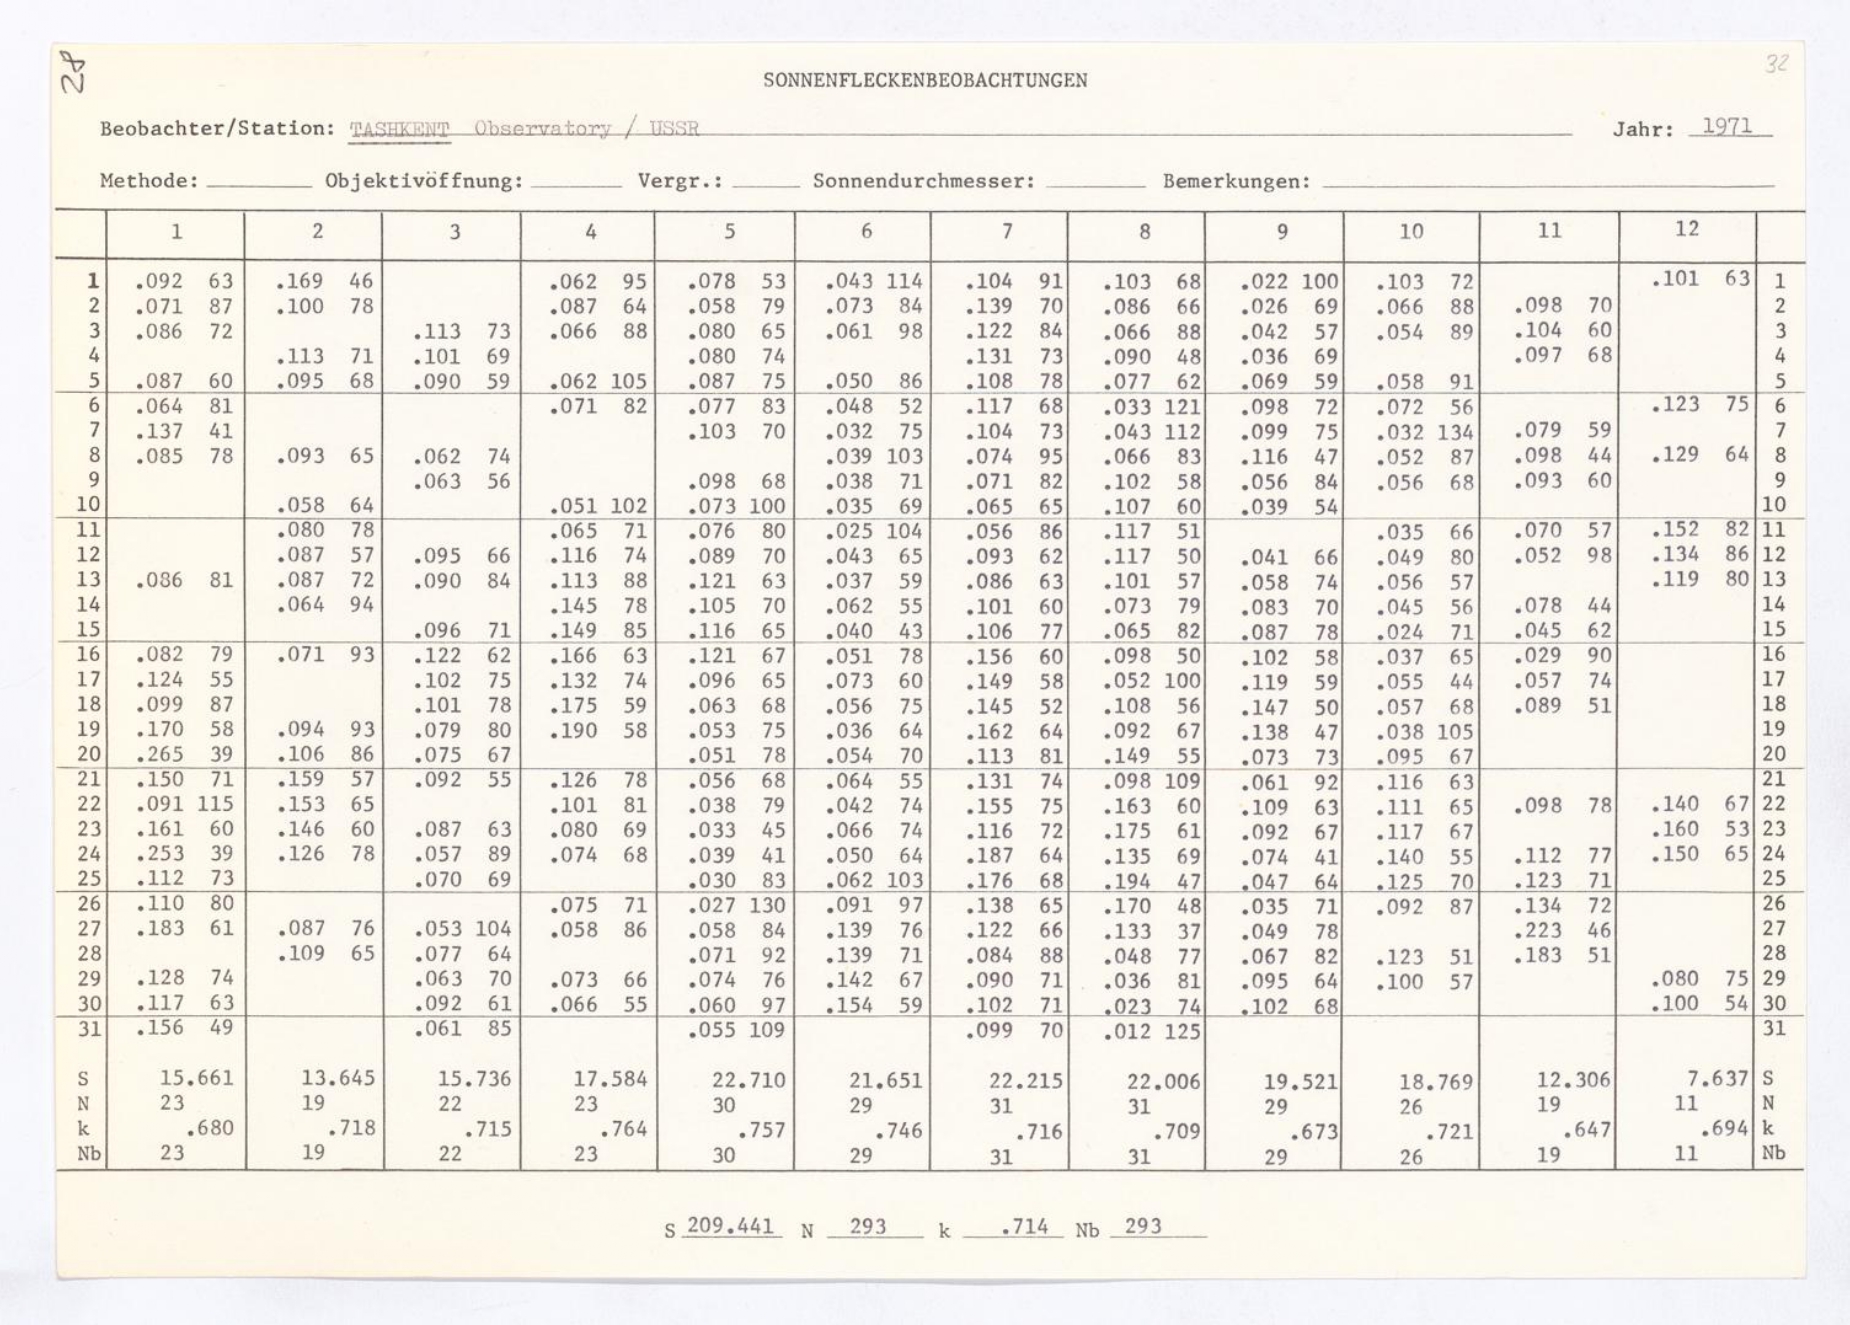 28
32
SONNENFLECKENBEOBACHTUNGEN
Beobachter/Station: TASHKENT Observatory / USSR Jahr: 1971
Methode: Objektivöffnung: Vergr.: Sonnendurchmesser: Bemerkungen:
1 2 3 4 5 6 7 8 9 10 11 12
1 .092 63 .169 46 .062 95 .078 53 .043 114 .104 91 .103 68 .022 100 .103 72 .101 63 1
2 .071 87 .100 78 .087 64 .058 79 .073 84 .139 70 .086 66 .026 69 .066 88 .098 70 2
3 .086 72 .113 73 .066 88 .080 65 .061 98 .122 84 .066 88 .042 57 .054 89 .104 60 3
4 .113 71 .101 69 .080 74 .131 73 .090 48 .036 69 .097 68 4
5 .087 60 .095 68 .090 59 .062 105 .087 75 .050 86 .108 78 .077 62 .069 59 .058 91 5
6 .064 81 .071 82 .077 83 .048 52 .117 68 .033 121 .098 72 .072 56 .123 75 6
7 .137 41 .103 70 .032 75 .104 73 .043 112 .099 75 .032 134 .079 59 7
8 .085 78 .093 65 .062 74 .039 103 .074 95 .066 83 .116 47 .052 87 .098 44 .129 64 8
9 .063 56 .098 68 .038 71 .071 82 .102 58 .056 84 .056 68 .093 60 9
10 .058 64 .051 102 .073 100 .035 69 .065 65 .107 60 .039 54 10
11 .080 78 .065 71 .076 80 .025 104 .056 86 .117 51 .035 66 .070 57 .152 82 11
12 .087 57 .095 66 .116 74 .089 70 .043 65 .093 62 .117 50 .041 66 .049 80 .052 98 .134 86 12
13 .086 81 .087 72 .090 84 .113 88 .121 63 .037 59 .086 63 .101 57 .058 74 .056 57 .119 80 13
14 .064 94 .145 78 .105 70 .062 55 .101 60 .073 79 .083 70 .045 56 .078 44 14
15 .096 71 .149 85 .116 65 .040 43 .106 77 .065 82 .087 78 .024 71 .045 62 15
16 .082 79 .071 93 .122 62 .166 63 .121 67 .051 78 .156 60 .098 50 .102 58 .037 65 .029 90 16
17 .124 55 .102 75 .132 74 .096 65 .073 60 .149 58 .052 100 .119 59 .055 44 .057 74 17
18 .099 87 .101 78 .175 59 .063 68 .056 75 .145 52 .108 56 .147 50 .057 68 .089 51 18
19 .170 58 .094 93 .079 80 .190 58 .053 75 .036 64 .162 64 .092 67 .138 47 .038 105 19
20 .265 39 .106 86 .075 67 .051 78 .054 70 .113 81 .149 55 .073 73 .095 67 20
21 .150 71 .159 57 .092 55 .126 78 .056 68 .064 55 .131 74 .098 109 .061 92 .116 63 21
22 .091 115 .153 65 .101 81 .038 79 .042 74 .155 75 .163 60 .109 63 .111 65 .098 78 .140 67 22
23 .161 60 .146 60 .087 63 .080 69 .033 45 .066 74 .116 72 .175 61 .092 67 .117 67 .160 53 23
24 .253 39 .126 78 .057 89 .074 68 .039 41 .050 64 .187 64 .135 69 .074 41 .140 55 .112 77 .150 65 24
25 .112 73 .070 69 .030 83 .062 103 .176 68 .194 47 .047 64 .125 70 .123 71 25
26 .110 80 .075 71 .027 130 .091 97 .138 65 .170 48 .035 71 .092 87 .134 72 26
27 .183 61 .087 76 .053 104 .058 86 .058 84 .139 76 .122 66 .133 37 .049 78 .223 46 27
28 .109 65 .077 64 .071 92 .139 71 .084 88 .048 77 .067 82 .123 51 .183 51 28
29 .128 74 .063 70 .073 66 .074 76 .142 67 .090 71 .036 81 .095 64 .100 57 .080 75 29
30 .117 63 .092 61 .066 55 .060 97 .154 59 .102 71 .023 74 .102 68 .100 54 30
31 .156 49 .061 85 .055 109 .099 70 .012 125 31
S 15.661 13.645 15.736 17.584 22.710 21.651 22.215 22.006 19.521 18.769 12.306 7.637 S
N 23 19 22 23 30 29 31 31 29 26 19 11 N
k .680 .718 .715 .764 .757 .746 .716 .709 .673 .721 .647 .694 k
Nb 23 19 22 23 30 29 31 31 29 26 19 11 Nb
S 209.441 N 293 k .714 Nb 293